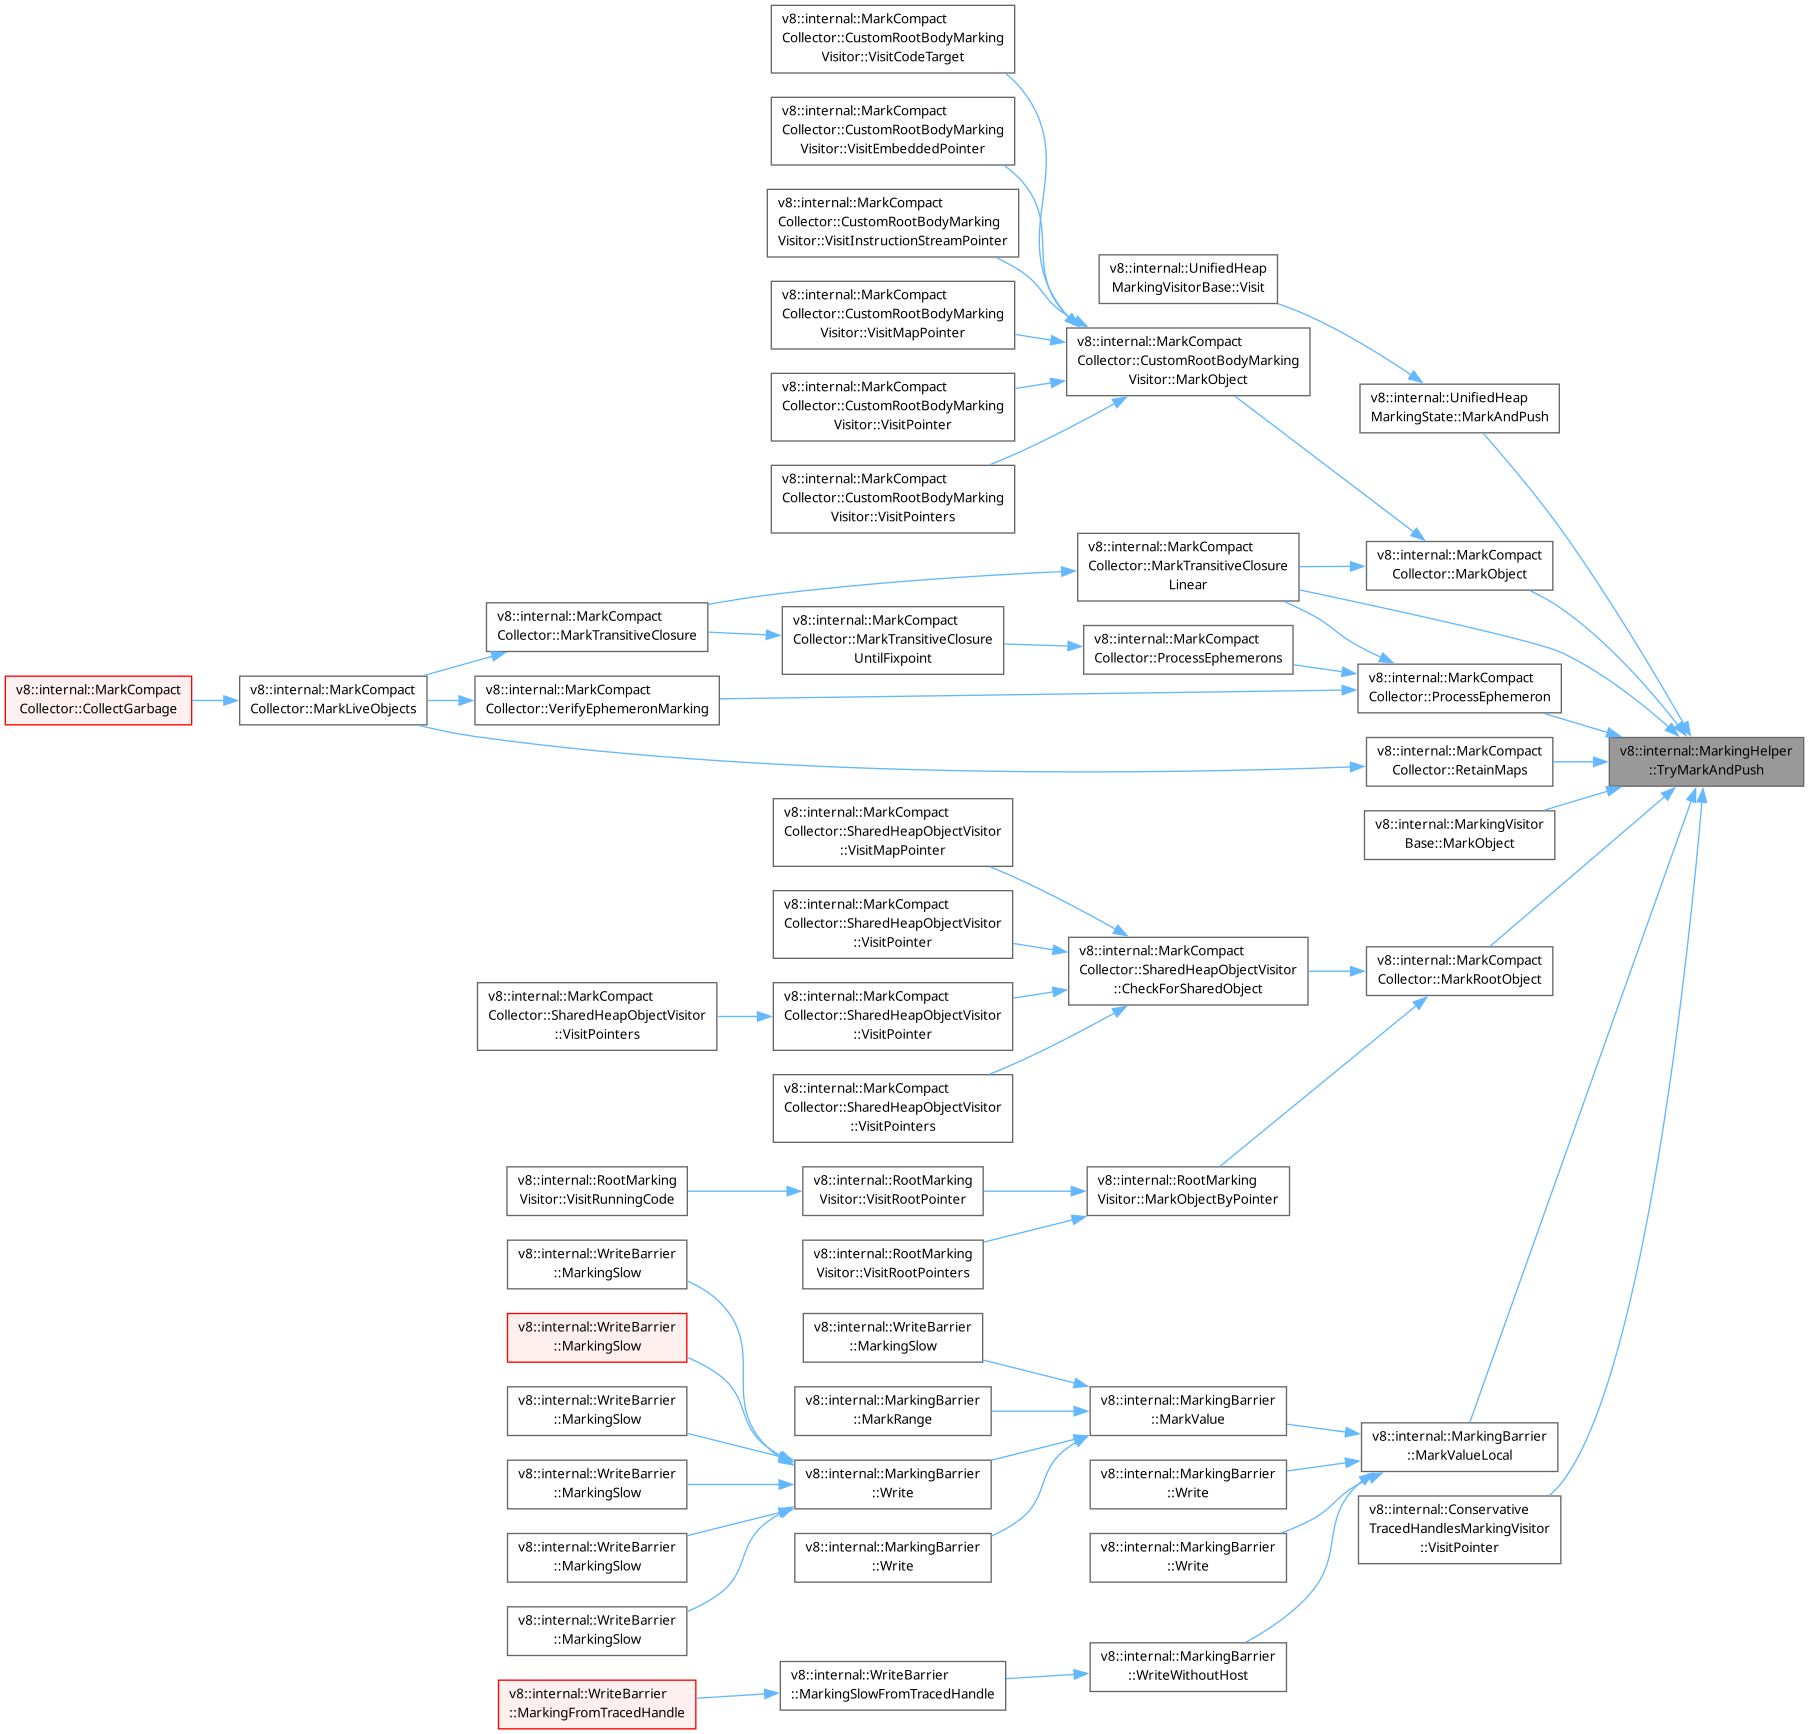 v8::internal::MarkCompact
Collector::CustomRootBodyMarking
Visitor::VisitCodeTarget
v8::internal::MarkCompact
Collector::CustomRootBodyMarking
Visitor::VisitEmbeddedPointer
v8::internal::MarkCompact
Collector::CustomRootBodyMarking
Visitor::VisitInstructionStreamPointer
v8::internal::MarkCompact
Collector::CustomRootBodyMarking
Visitor::VisitMapPointer
v8::internal::MarkCompact
Collector::CustomRootBodyMarking
Visitor::VisitPointer
v8::internal::MarkCompact
Collector::CustomRootBodyMarking
Visitor::VisitPointers
v8::internal::UnifiedHeap
MarkingVisitorBase::Visit
v8::internal::MarkCompact
Collector::CustomRootBodyMarking
Visitor::MarkObject
v8::internal::UnifiedHeap
MarkingState::MarkAndPush
v8::internal::MarkCompact
Collector::MarkTransitiveClosure
Linear
v8::internal::MarkCompact
Collector::MarkObject
v8::internal::MarkCompact
Collector::MarkTransitiveClosure
v8::internal::MarkCompact
Collector::MarkTransitiveClosure
UntilFixpoint
v8::internal::MarkCompact
Collector::ProcessEphemerons
v8::internal::MarkCompact
Collector::ProcessEphemeron
v8::internal::MarkCompact
Collector::CollectGarbage
v8::internal::MarkCompact
Collector::MarkLiveObjects
v8::internal::MarkCompact
Collector::VerifyEphemeronMarking
v8::internal::MarkCompact
Collector::RetainMaps
v8::internal::MarkingHelper
::TryMarkAndPush
v8::internal::MarkingVisitor
Base::MarkObject
v8::internal::MarkCompact
Collector::SharedHeapObjectVisitor
::VisitMapPointer
v8::internal::MarkCompact
Collector::SharedHeapObjectVisitor
::VisitPointer
v8::internal::MarkCompact
Collector::SharedHeapObjectVisitor
::CheckForSharedObject
v8::internal::MarkCompact
Collector::MarkRootObject
v8::internal::MarkCompact
Collector::SharedHeapObjectVisitor
::VisitPointers
v8::internal::MarkCompact
Collector::SharedHeapObjectVisitor
::VisitPointer
v8::internal::MarkCompact
Collector::SharedHeapObjectVisitor
::VisitPointers
v8::internal::RootMarking
Visitor::VisitRunningCode
v8::internal::RootMarking
Visitor::VisitRootPointer
v8::internal::RootMarking
Visitor::MarkObjectByPointer
v8::internal::RootMarking
Visitor::VisitRootPointers
v8::internal::WriteBarrier
::MarkingSlow
v8::internal::WriteBarrier
::MarkingSlow
v8::internal::WriteBarrier
::MarkingSlow
v8::internal::WriteBarrier
::MarkingSlow
v8::internal::MarkingBarrier
::MarkRange
v8::internal::MarkingBarrier
::MarkValue
v8::internal::MarkingBarrier
::MarkValueLocal
v8::internal::WriteBarrier
::MarkingSlow
v8::internal::MarkingBarrier
::Write
v8::internal::MarkingBarrier
::Write
v8::internal::WriteBarrier
::MarkingSlow
v8::internal::MarkingBarrier
::Write
v8::internal::MarkingBarrier
::Write
v8::internal::Conservative
TracedHandlesMarkingVisitor
::VisitPointer
v8::internal::WriteBarrier
::MarkingSlow
v8::internal::MarkingBarrier
::WriteWithoutHost
v8::internal::WriteBarrier
::MarkingSlowFromTracedHandle
v8::internal::WriteBarrier
::MarkingFromTracedHandle